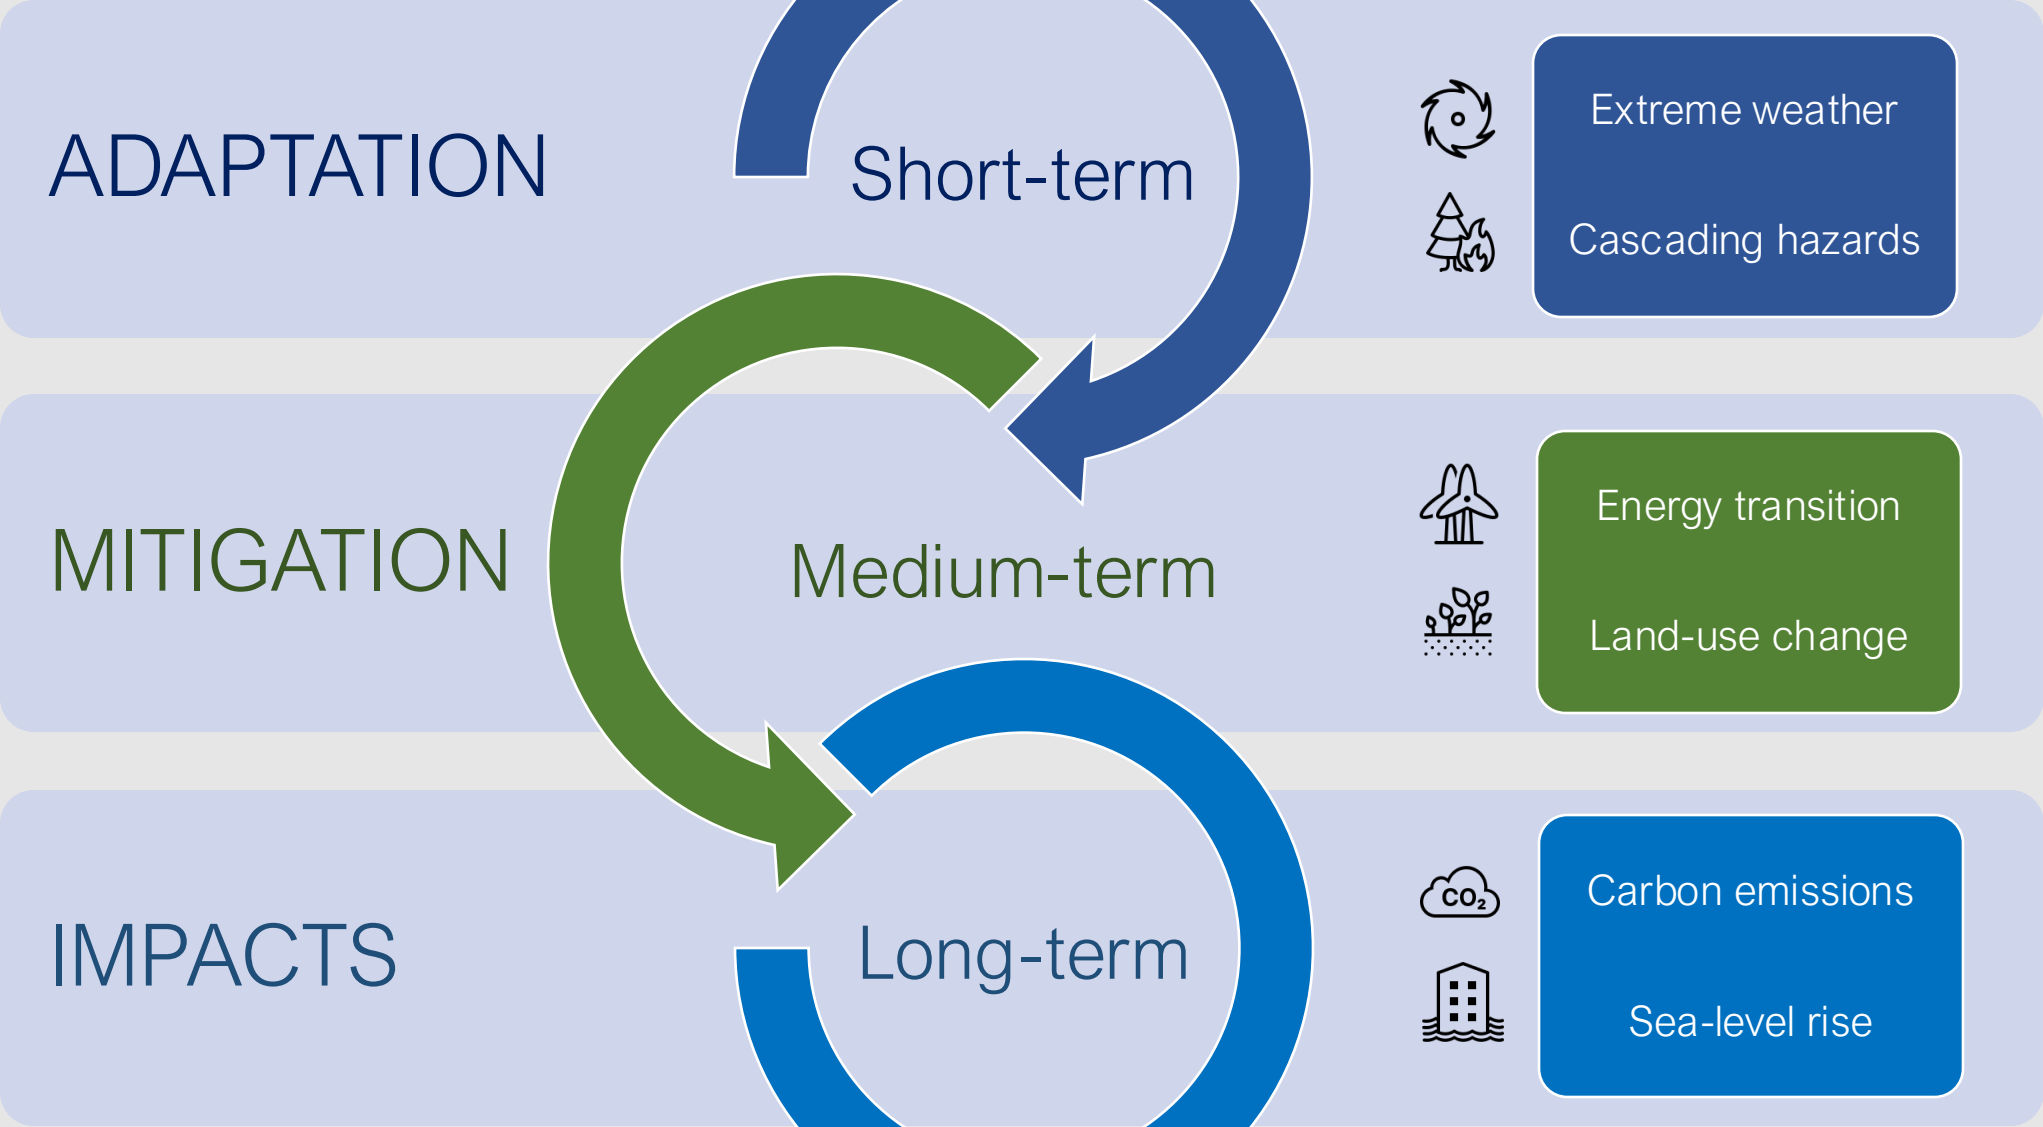 ADAPTATION
Short-term
Extreme weather
Cascading hazards
MITIGATION
Medium-term
Energy transition
Land-use change
IMPACTS
Long-term
CO₂
Carbon emissions
Sea-level rise